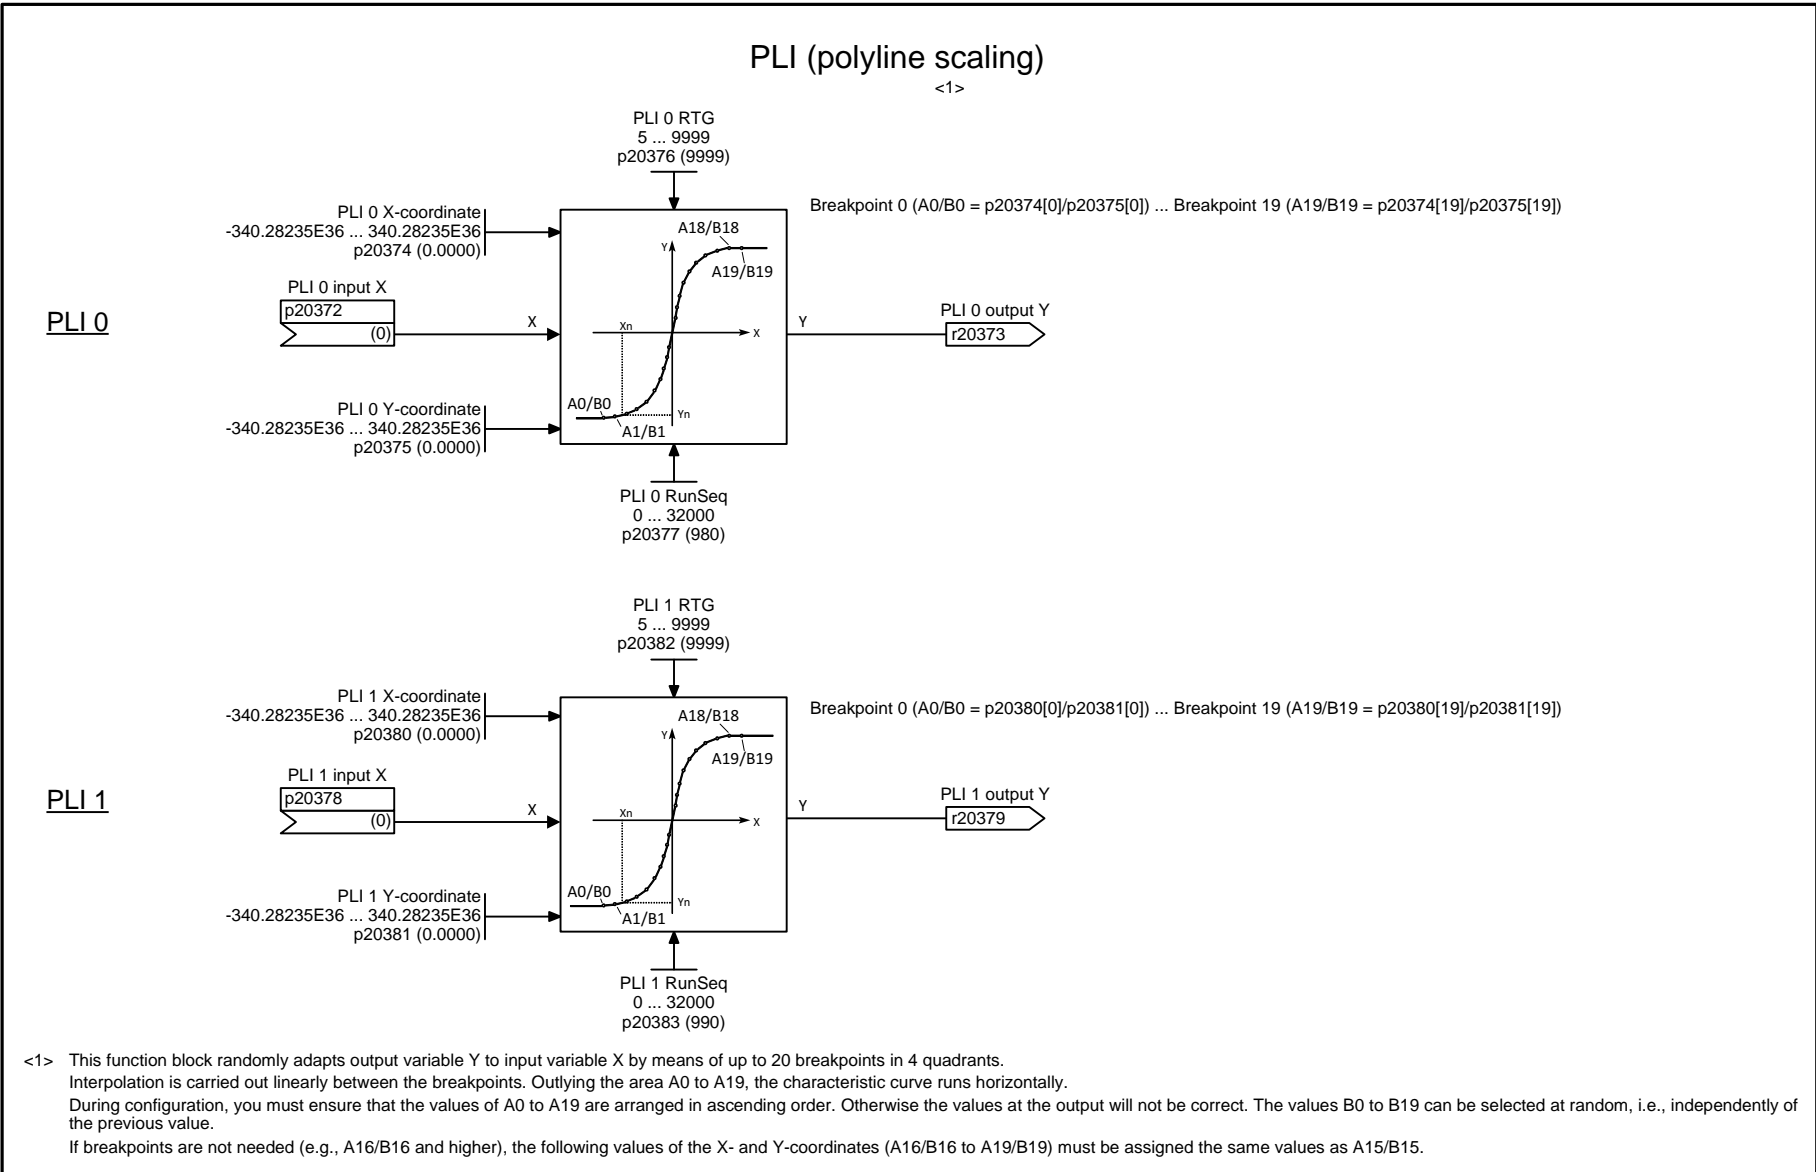 PLI (polyline scaling)
<1>
PLI 0 RTG
5 ... 9999
p20376 (9999)
PLI 0 X-coordinate
-340.28235E36 ... 340.28235E36
p20374 (0.0000)
Breakpoint 0 (A0/B0 = p20374[0]/p20375[0]) ... Breakpoint 19 (A19/B19 = p20374[19]/p20375[19])
A18/B18
Y
A19/B19
PLI 0
PLI 0 input X
p20372
(0)
X
Xn
X
Y
PLI 0 output Y
r20373
PLI 0 Y-coordinate
-340.28235E36 ... 340.28235E36
p20375 (0.0000)
A0/B0
Yn
A1/B1
PLI 0 RunSeq
0 ... 32000
p20377 (980)
PLI 1 RTG
5 ... 9999
p20382 (9999)
PLI 1 X-coordinate
-340.28235E36 ... 340.28235E36
p20380 (0.0000)
Breakpoint 0 (A0/B0 = p20380[0]/p20381[0]) ... Breakpoint 19 (A19/B19 = p20380[19]/p20381[19])
A18/B18
Y
A19/B19
PLI 1
PLI 1 input X
p20378
(0)
X
Xn
X
Y
PLI 1 output Y
r20379
PLI 1 Y-coordinate
-340.28235E36 ... 340.28235E36
p20381 (0.0000)
A0/B0
Yn
A1/B1
PLI 1 RunSeq
0 ... 32000
p20383 (990)
<1> This function block randomly adapts output variable Y to input variable X by means of up to 20 breakpoints in 4 quadrants.
Interpolation is carried out linearly between the breakpoints. Outlying the area A0 to A19, the characteristic curve runs horizontally.
During configuration, you must ensure that the values of A0 to A19 are arranged in ascending order. Otherwise the values at the output will not be correct. The values B0 to B19 can be selected at random, i.e., independently of
the previous value.
If breakpoints are not needed (e.g., A16/B16 and higher), the following values of the X- and Y-coordinates (A16/B16 to A19/B19) must be assigned the same values as A15/B15.